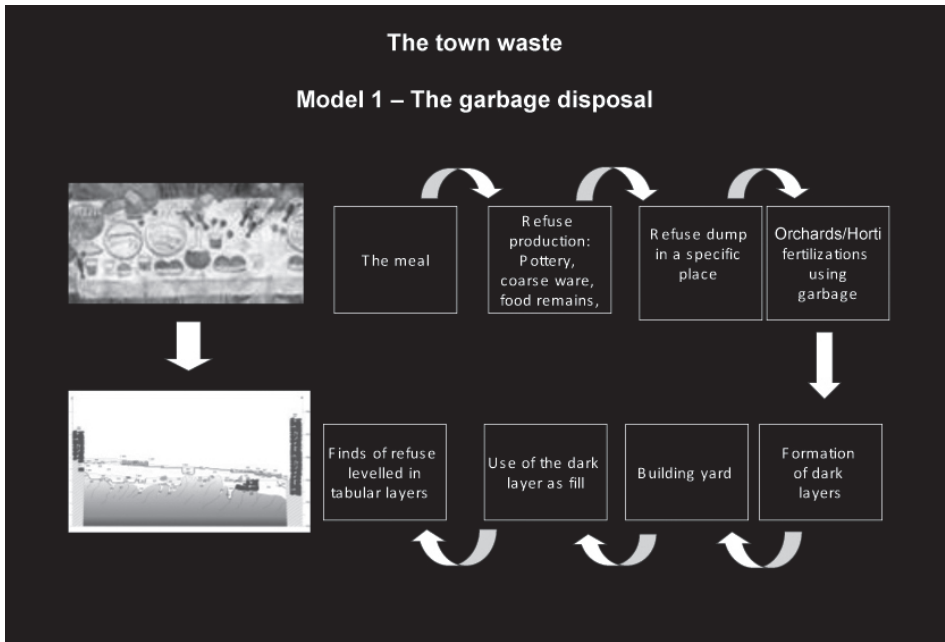 The town waste
Model 1 – The garbage disposal
The meal
Refuse
production:
Pottery,
coarse ware,
food remains,
Refuse dump
in a specific
place
Orchards/Horti
fertilizations
using
garbage
Finds of refuse
levelled in
tabular layers
Use of the dark
layer as fill
Building yard
Formation
of dark
layers